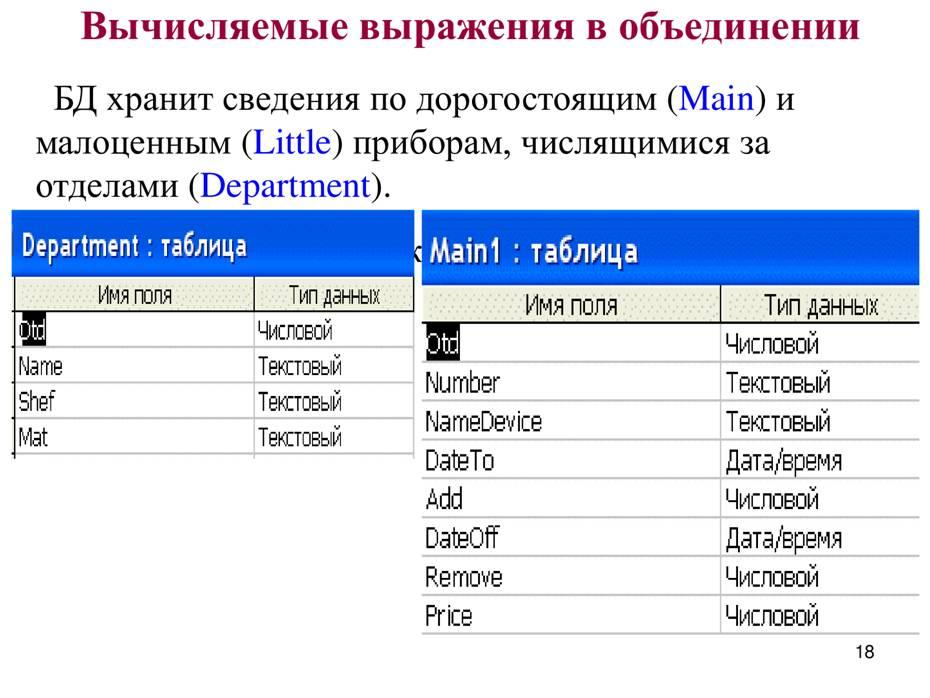 Вычисляемые выражения в объединении
БД хранит сведения по дорогостоящим (Main) и
малоценным (Little) приборам, числящимися за
отделами (Department).
Department : таблица
Имя поля Тип данных
Otd Числовой
Name Текстовый
Shef Текстовый
Mat Текстовый
Main1 : таблица
Имя поля Тип данных
Otd Числовой
Number Текстовый
NameDevice Текстовый
DateTo Дата/время
Add Числовой
DateOff Дата/время
Remove Числовой
Price Числовой
18